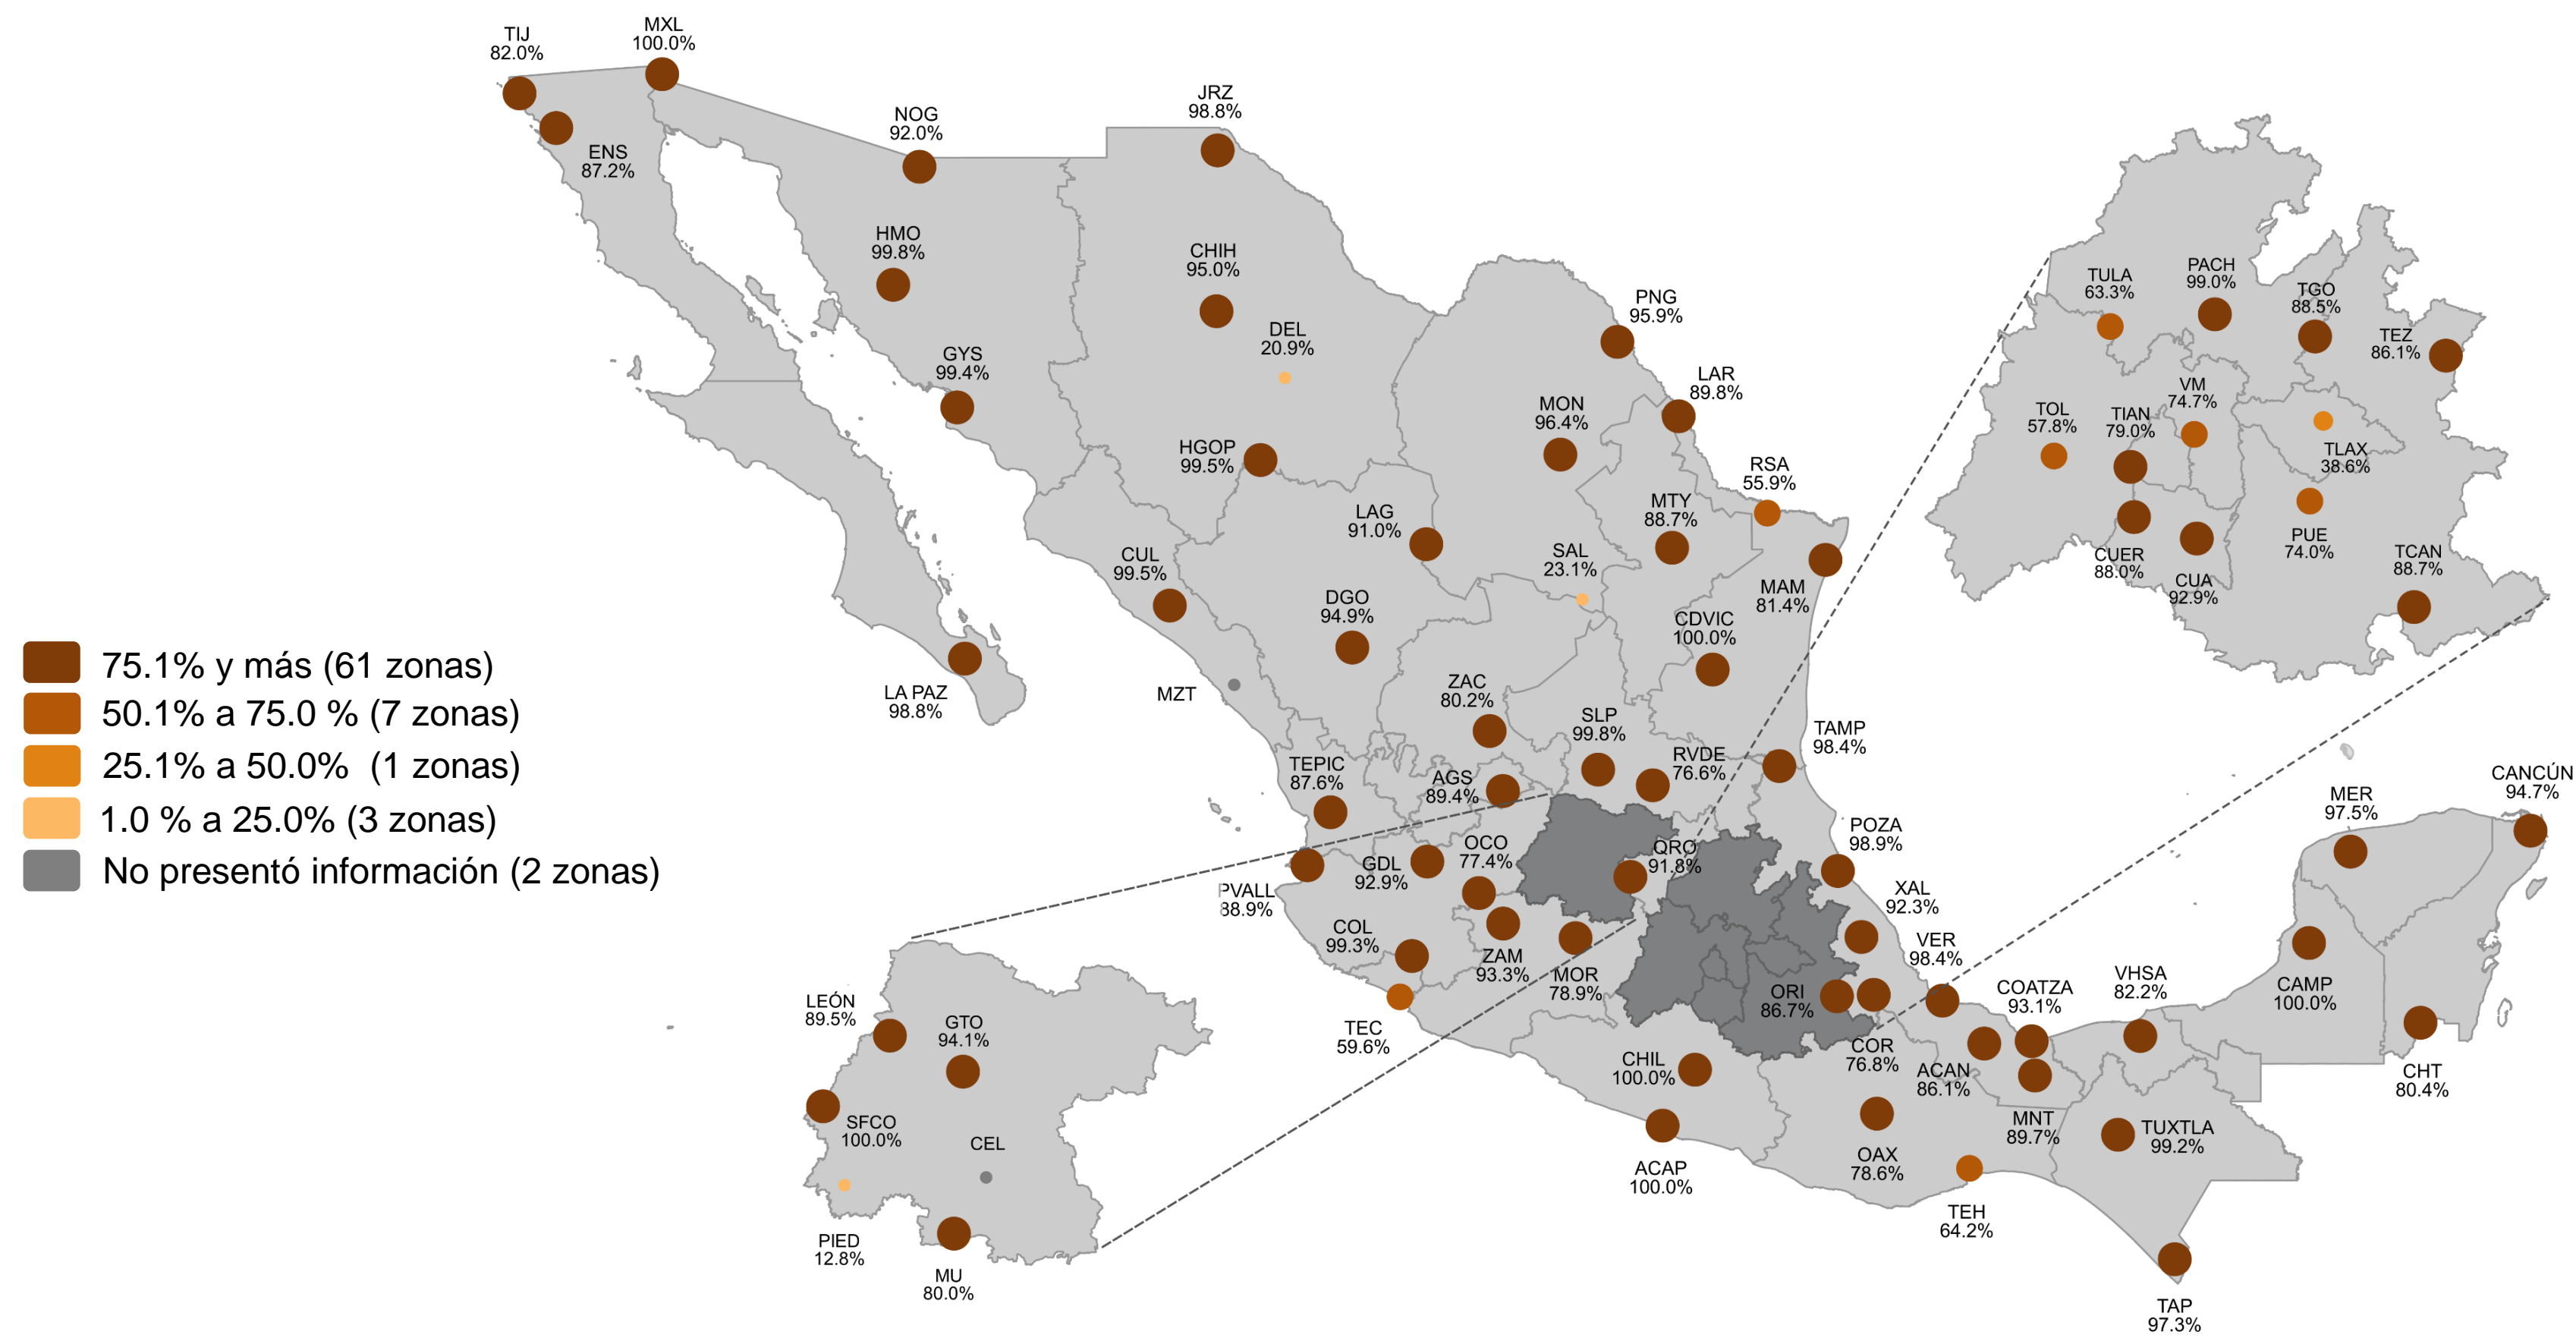 TIJ
82.0%
MXL
100.0%
ENS
87.2%
NOG
92.0%
JRZ
98.8%
HMO
99.8%
CHIH
95.0%
DEL
20.9%
GYS
99.4%
HGOP
99.5%
PNG
95.9%
LAR
89.8%
MON
96.4%
RSA
55.9%
MTY
88.7%
LAG
91.0%
SAL
23.1%
MAM
81.4%
CUL
99.5%
DGO
94.9%
CDVIC
100.0%
LA PAZ
98.8%
MZT
ZAC
80.2%
SLP
99.8%
RVDE
76.6%
TAMP
98.4%
TEPIC
87.6%
AGS
89.4%
OCO
77.4%
GDL
92.9%
QRO
91.8%
POZA
98.9%
PVALL
88.9%
COL
99.3%
ZAM
93.3%
MOR
78.9%
XAL
92.3%
VER
98.4%
ORI
86.7%
TEC
59.6%
COR
76.8%
CHIL
100.0%
ACAP
100.0%
ACAN
86.1%
COATZA
93.1%
VHSA
82.2%
MNT
89.7%
TUXTLA
99.2%
OAX
78.6%
TEH
64.2%
TAP
97.3%
MER
97.5%
CANCÚN
94.7%
CAMP
100.0%
CHT
80.4%
TULA
63.3%
PACH
99.0%
TGO
88.5%
TEZ
86.1%
VM
74.7%
TOL
57.8%
TIAN
79.0%
TLAX
38.6%
CUER
88.0%
CUA
92.9%
PUE
74.0%
TCAN
88.7%
LEÓN
89.5%
GTO
94.1%
SFCO
100.0%
CEL
PIED
12.8%
MU
80.0%
75.1% y más (61 zonas)
50.1% a 75.0 % (7 zonas)
25.1% a 50.0% (1 zonas)
1.0 % a 25.0% (3 zonas)
No presentó información (2 zonas)